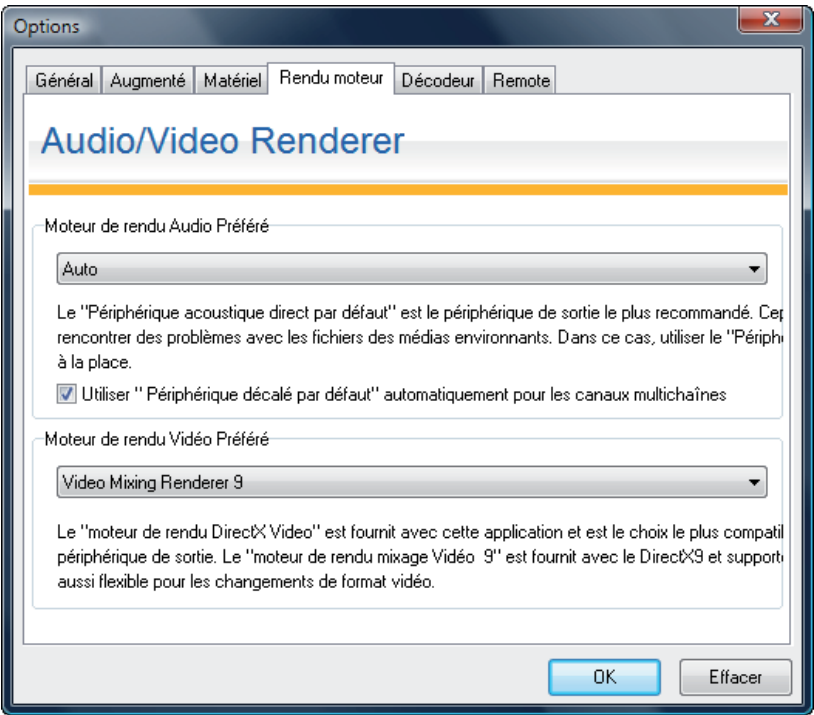 Options
Général Augmenté Matériel Rendu moteur Décodeur Remote
Audio/Video Renderer
Moteur de rendu Audio Préféré
Auto
Le "Périphérique acoustique direct par défaut" est le périphérique de sortie le plus recommandé. Cep
rencontrer des problèmes avec les fichiers des médias environnants. Dans ce cas, utiliser le "Périph
à la place.
Utiliser " Périphérique décalé par défaut" automatiquement pour les canaux multichaînes
Moteur de rendu Vidéo Préféré
Video Mixing Renderer 9
Le "moteur de rendu DirectX Video" est fournit avec cette application et est le choix le plus compatil
périphérique de sortie. Le "moteur de rendu mixage Vidéo 9" est fournit avec le DirectX9 et support
aussi flexible pour les changements de format vidéo.
OK Effacer